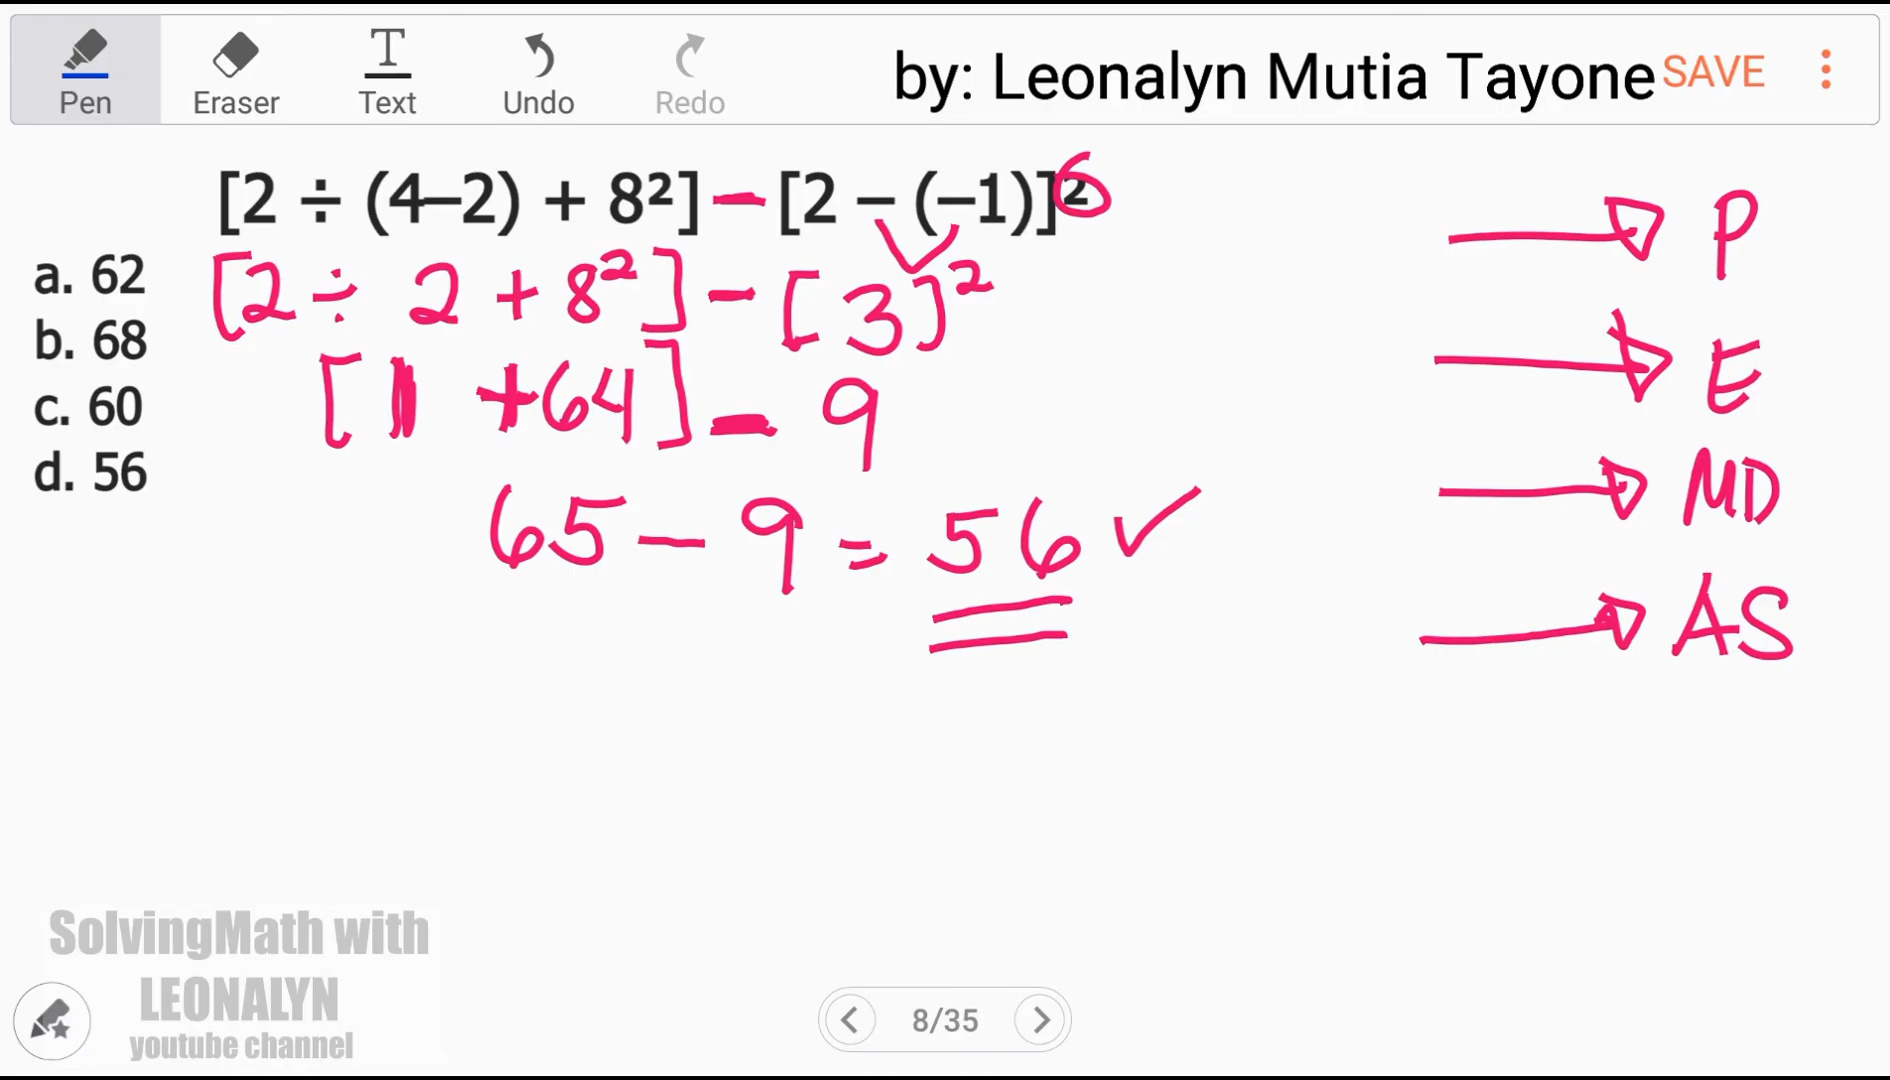 Pen Eraser Text Undo Redo by: Leonalyn Mutia Tayone SAVE
[2 ÷ (4–2) + 8²] – [2 – (–1)]²
a. 62
b. 68
c. 60
d. 56
[2 ÷ 2 + 8²] – [3]²
[1 + 64] – 9
65 – 9 = 56 ✓
P
E
MD
AS
SolvingMath with
LEONALYN
youtube channel
8/35